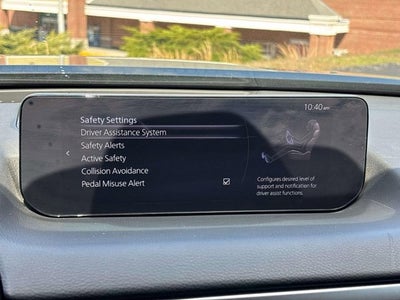 10:40 AM
Safety Settings
Driver Assistance System
Safety Alerts
Active Safety
Collision Avoidance
Pedal Misuse Alert
Configures desired level of
support and notification for
driver assist functions.